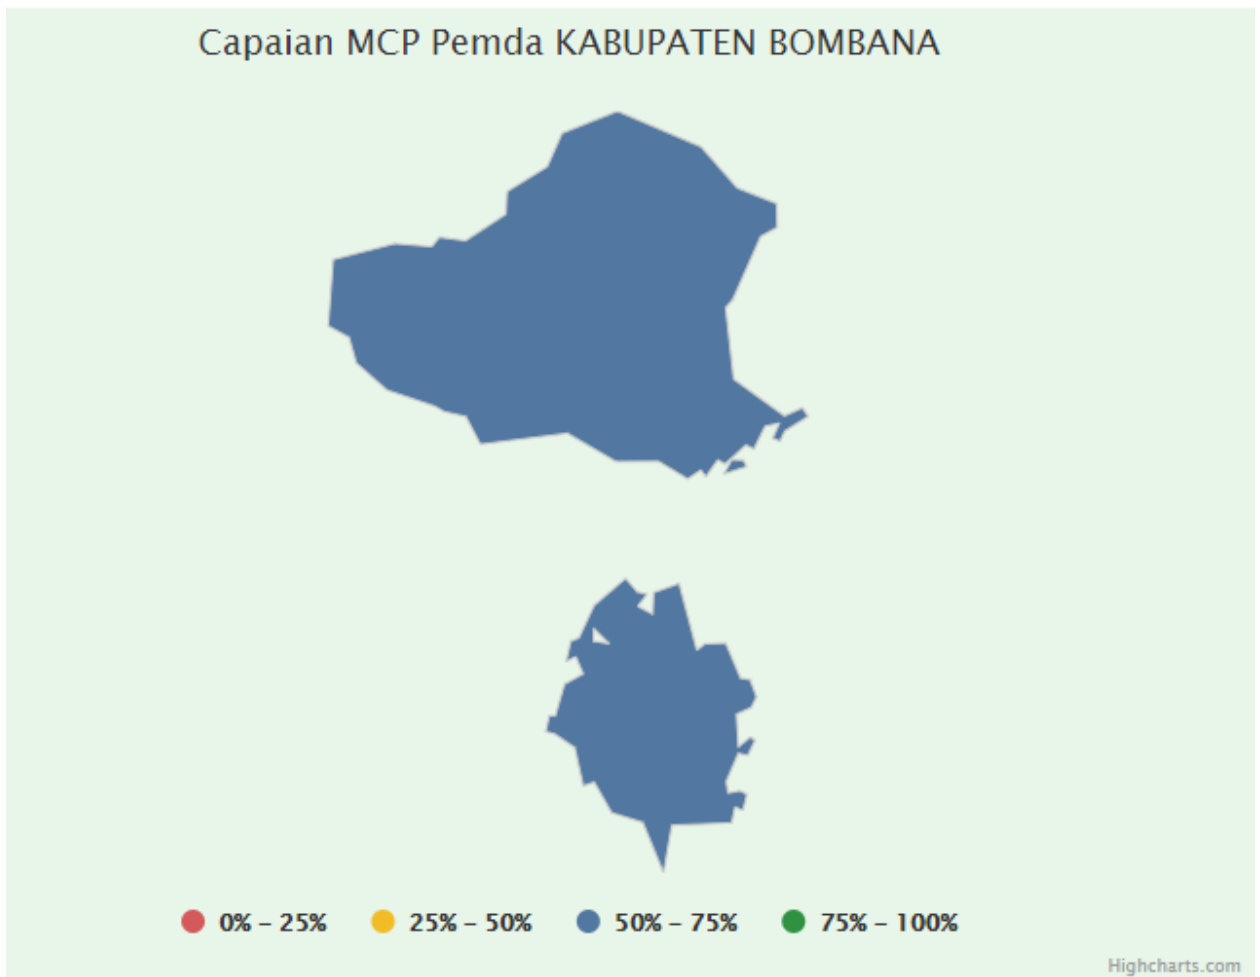 Capaian MCP Pemda KABUPATEN BOMBANA
0% – 25% 25% – 50% 50% – 75% 75% – 100%
Highcharts.com